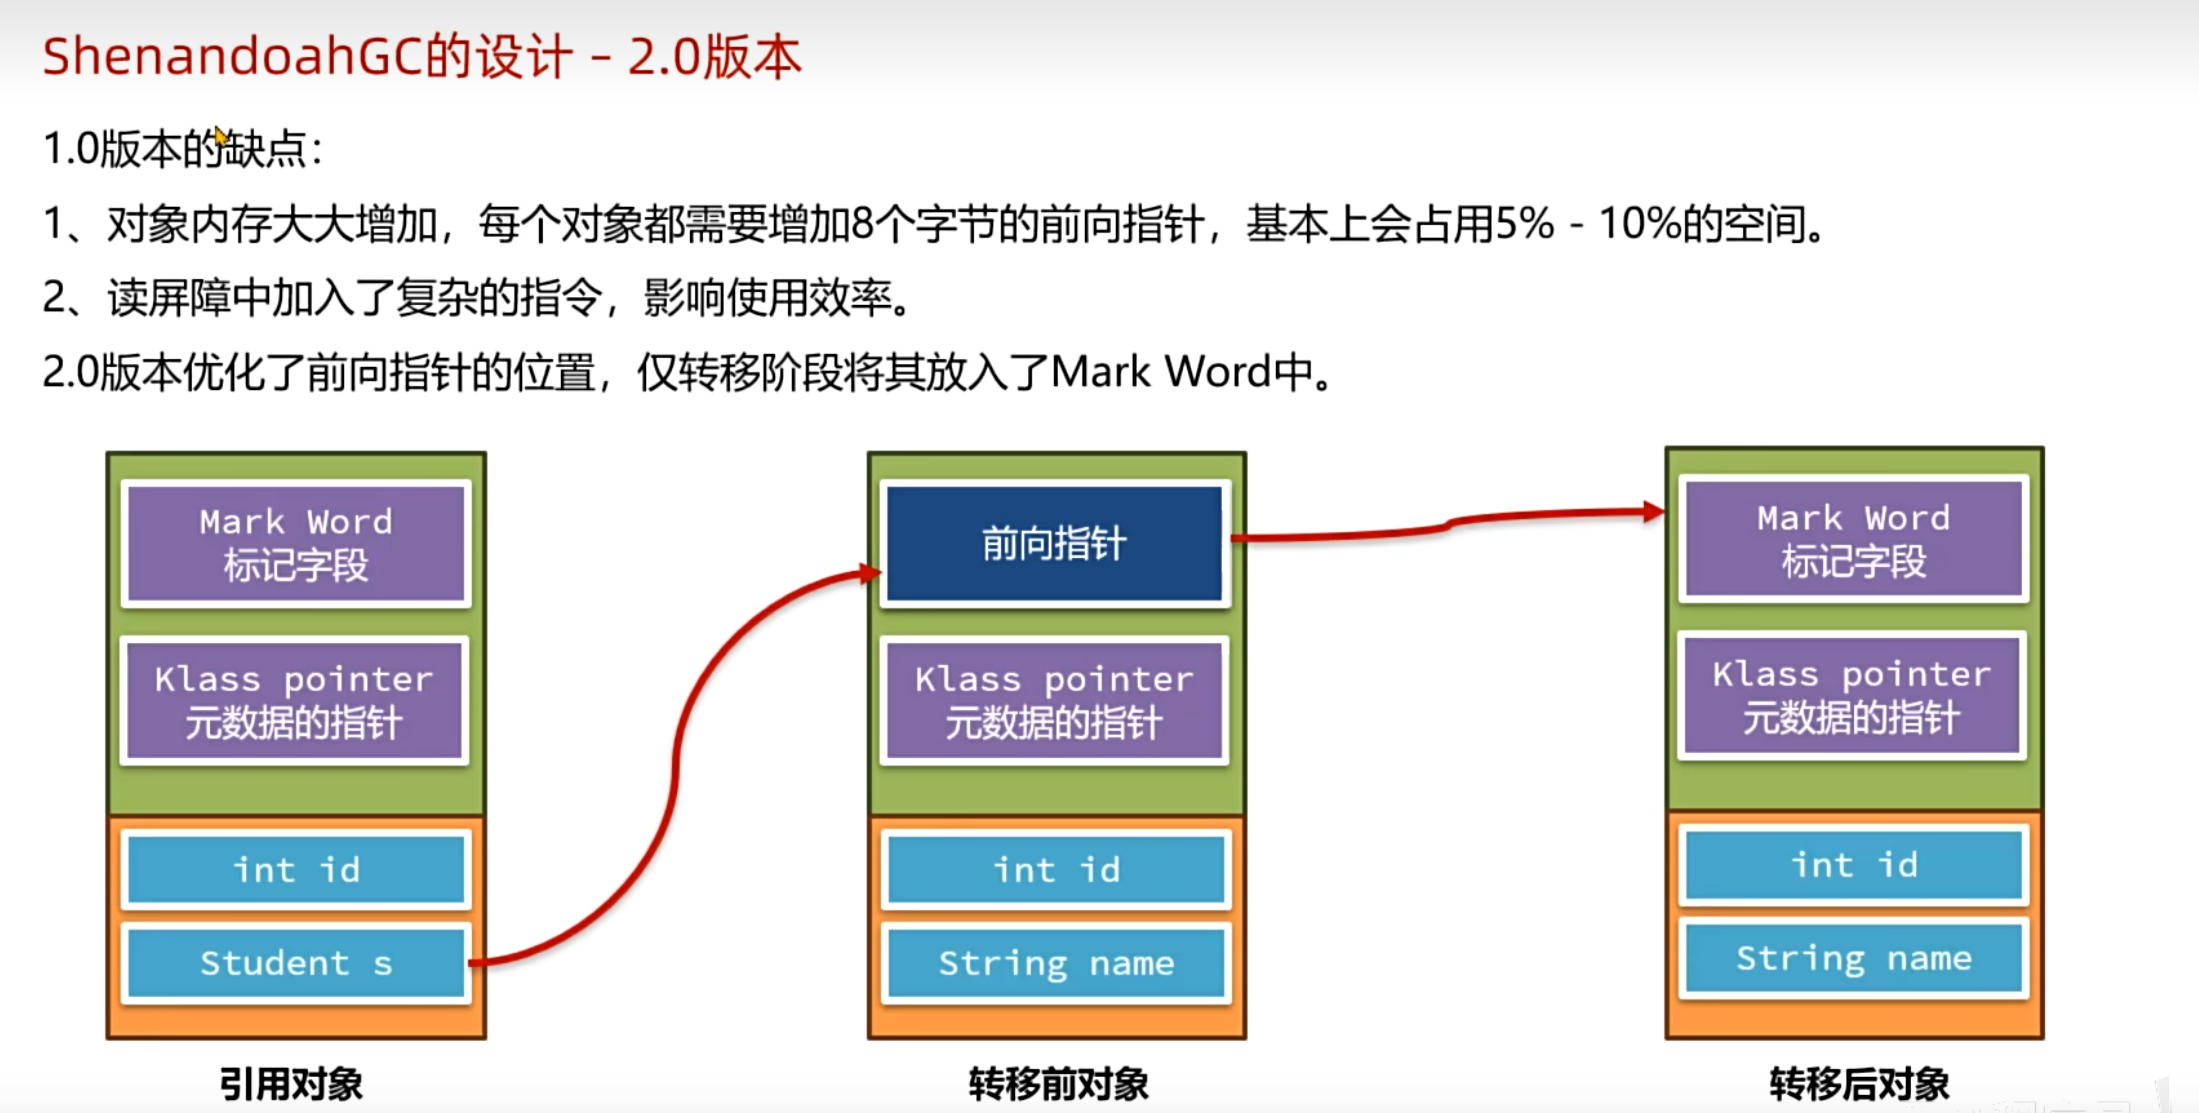 ShenandoahGC的设计 – 2.0版本
1.0版本的缺点：
1、对象内存大大增加，每个对象都需要增加8个字节的前向指针，基本上会占用5% - 10%的空间。
2、读屏障中加入了复杂的指令，影响使用效率。
2.0版本优化了前向指针的位置，仅转移阶段将其放入了Mark Word中。
Mark Word
标记字段
Klass pointer
元数据的指针
int id
Student s
引用对象
前向指针
Klass pointer
元数据的指针
int id
String name
转移前对象
Mark Word
标记字段
Klass pointer
元数据的指针
int id
String name
转移后对象